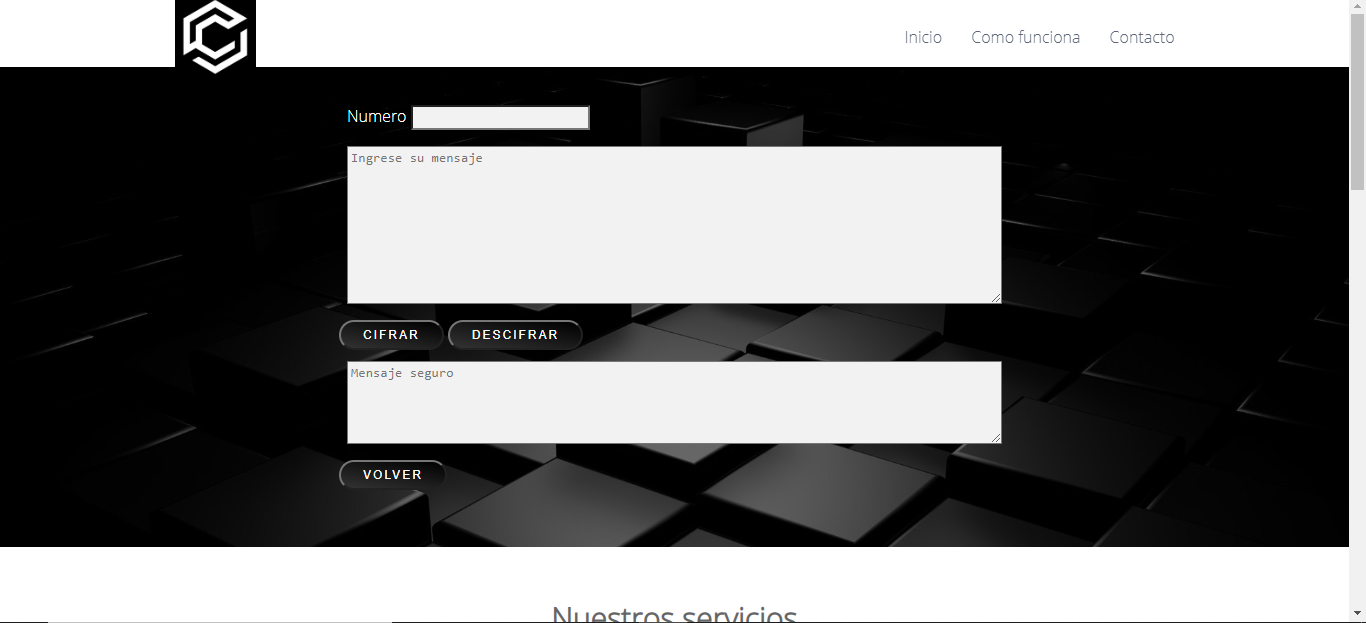 Inicio Como funciona Contacto
Numero
Ingrese su mensaje
CIFRAR DESCIFRAR
Mensaje seguro
VOLVER
Nuestros servicios